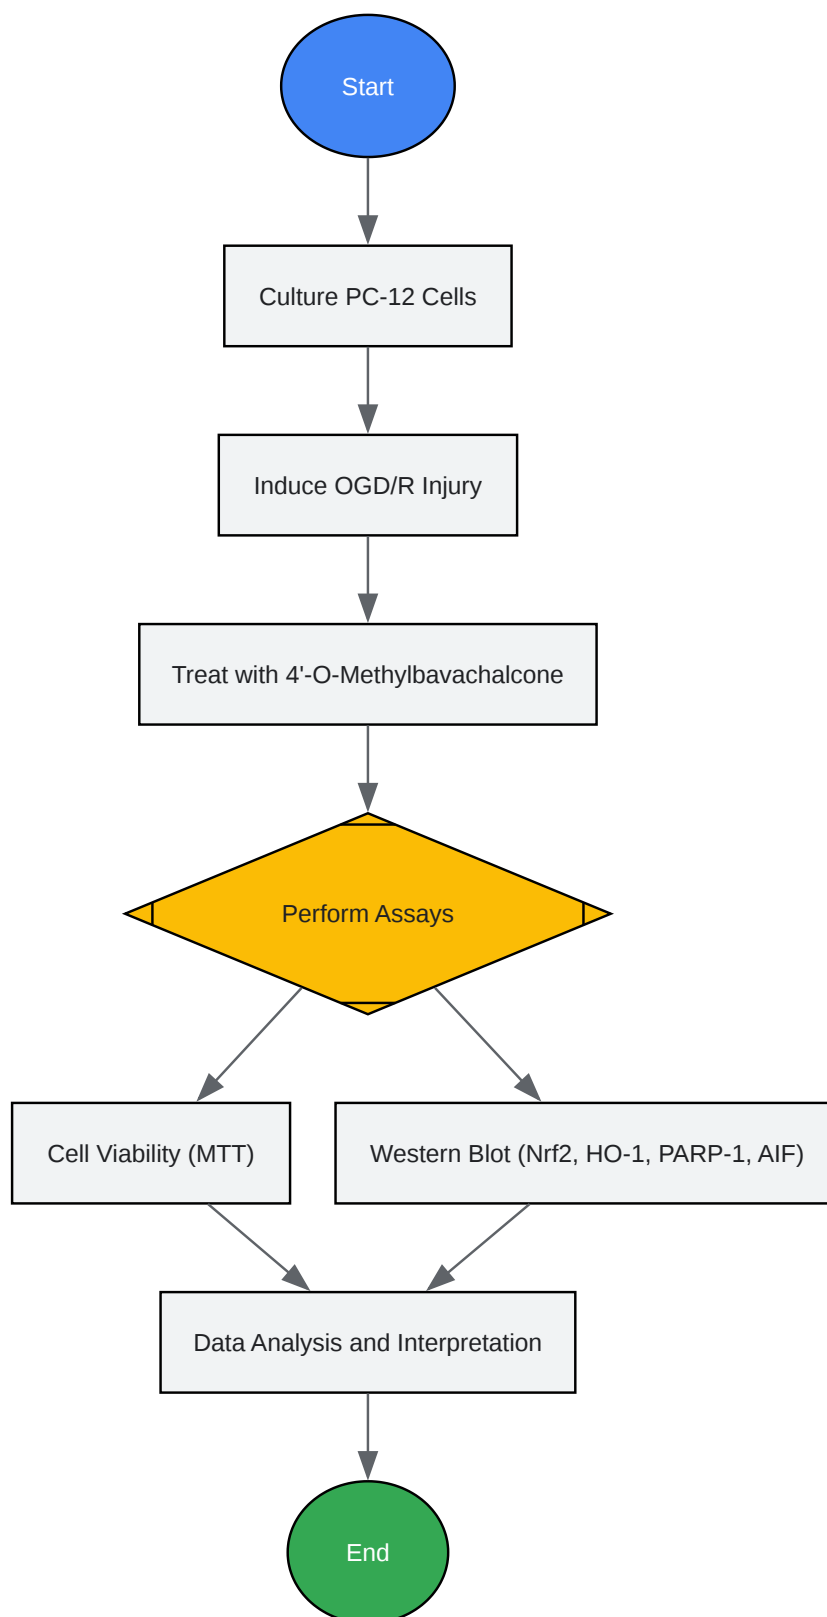 Start
Culture PC-12 Cells
Induce OGD/R Injury
Treat with 4'-O-Methylbavachalcone
Perform Assays
Cell Viability (MTT)
Western Blot (Nrf2, HO-1, PARP-1, AIF)
Data Analysis and Interpretation
End